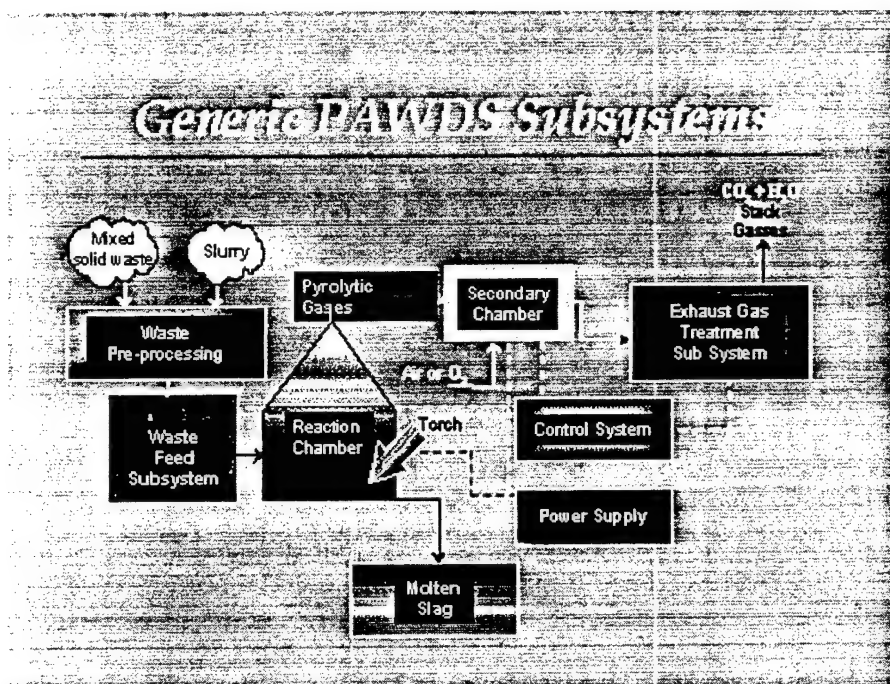 Generic PAWDS Subsystems
CO2 + H2O
Stack
Gasses
Mixed
solid waste
Slurry
Pyrolytic
Gases
Secondary
Chamber
Exhaust Gas
Treatment
Sub System
Waste
Pre-processing
Air or O2
Waste
Feed
Subsystem
Reaction
Chamber
Torch
Control System
Power Supply
Molten
Slag